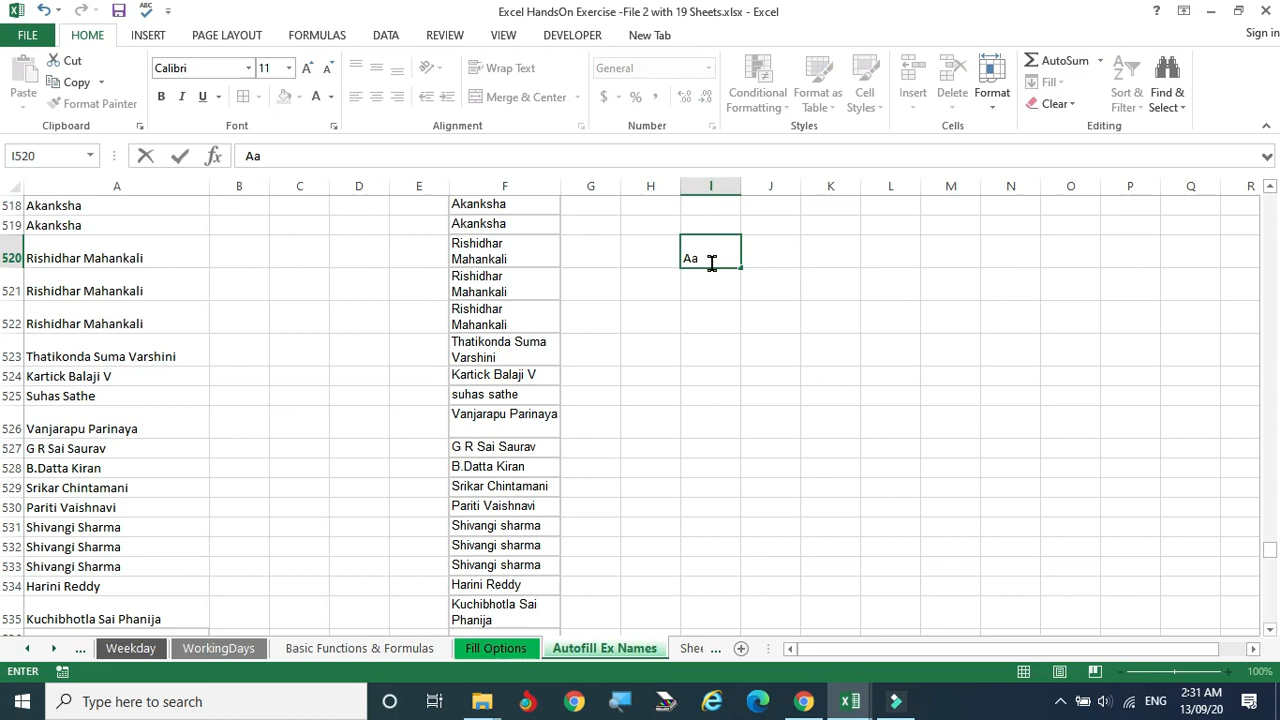 Excel HandsOn Exercise -File 2 with 19 Sheets.xlsx - Excel
FILE HOME INSERT PAGE LAYOUT FORMULAS DATA REVIEW VIEW DEVELOPER New Tab Sign in
Paste Cut Copy Format Painter Clipboard
Calibri 11 B I U A A A Font
Wrap Text Merge & Center Alignment
General $ % , Number
Conditional Formatting Format as Table Cell Styles Styles
Insert Delete Format Cells
AutoSum Fill Clear Sort & Filter Find & Select Editing
I520 fx Aa
A B C D E F G H I J K L M N O P Q R
518 Akanksha Akanksha
519 Akanksha Akanksha
520 Rishidhar Mahankali Rishidhar Mahankali Aa
521 Rishidhar Mahankali Rishidhar Mahankali
522 Rishidhar Mahankali Rishidhar Mahankali
523 Thatikonda Suma Varshini Thatikonda Suma Varshini
524 Kartick Balaji V Kartick Balaji V
525 Suhas Sathe suhas sathe
526 Vanjarapu Parinaya Vanjarapu Parinaya
527 G R Sai Saurav G R Sai Saurav
528 B.Datta Kiran B.Datta Kiran
529 Srikar Chintamani Srikar Chintamani
530 Pariti Vaishnavi Pariti Vaishnavi
531 Shivangi Sharma Shivangi sharma
532 Shivangi Sharma Shivangi sharma
533 Shivangi Sharma Shivangi sharma
534 Harini Reddy Harini Reddy
535 Kuchibhotla Sai Phanija Kuchibhotla Sai Phanija
... Weekday WorkingDays Basic Functions & Formulas Fill Options Autofill Ex Names Shee ...
ENTER 100%
Type here to search ENG 2:31 AM
13/09/20